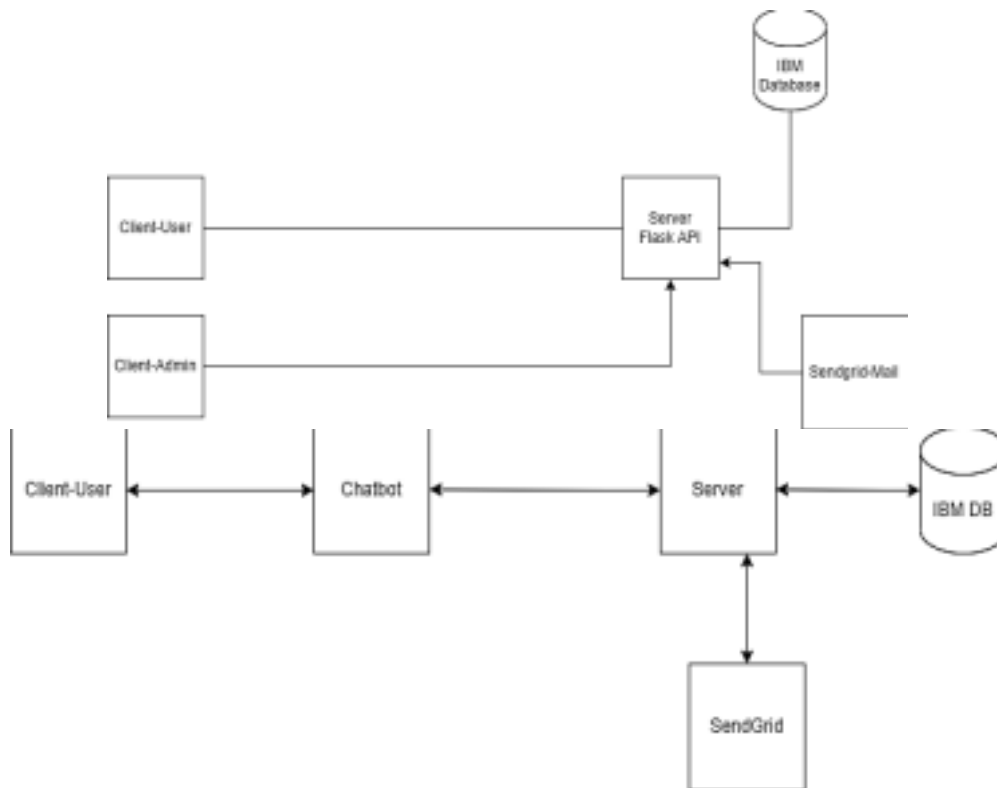 IBM
Database
Client-User
Server
Flask API
Client-Admin
Sendgrid-Mail
Client-User
Chatbot
Server
IBM DB
SendGrid